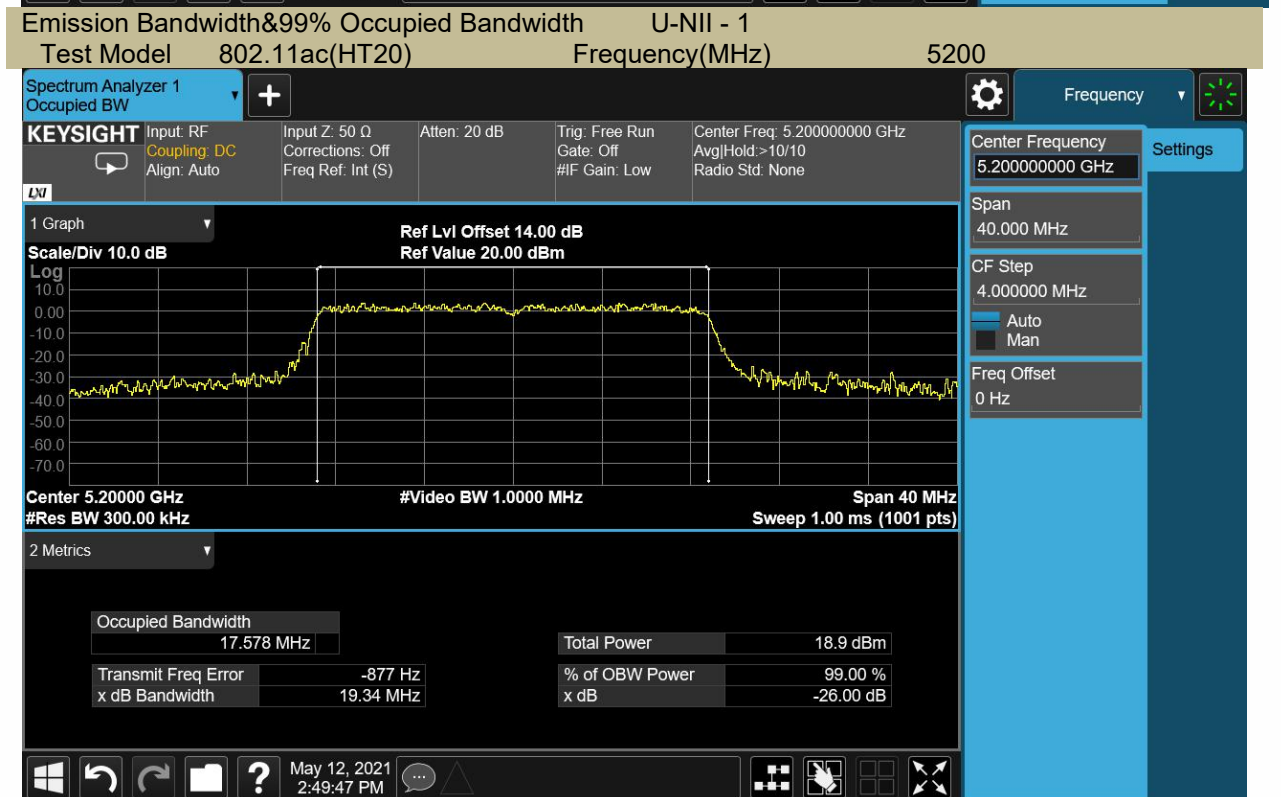 Emission Bandwidth&99% Occupied Bandwidth U-NII - 1
Test Model 802.11ac(HT20) Frequency(MHz) 5200
Spectrum Analyzer 1
Occupied BW
Frequency
KEYSIGHT Input: RF Input Z: 50 Ω Atten: 20 dB Trig: Free Run Center Freq: 5.200000000 GHz
Coupling: DC Corrections: Off Gate: Off Avg|Hold:>10/10
Align: Auto Freq Ref: Int (S) #IF Gain: Low Radio Std: None
LXI
Center Frequency
5.200000000 GHz
Settings
Span
40.000 MHz
CF Step
4.000000 MHz
Auto
Man
Freq Offset
0 Hz
1 Graph
Ref Lvl Offset 14.00 dB
Scale/Div 10.0 dB Ref Value 20.00 dBm
Log
10.0
0.00
-10.0
-20.0
-30.0
-40.0
-50.0
-60.0
-70.0
Center 5.20000 GHz #Video BW 1.0000 MHz Span 40 MHz
#Res BW 300.00 kHz Sweep 1.00 ms (1001 pts)
2 Metrics
Occupied Bandwidth
17.578 MHz Total Power 18.9 dBm
Transmit Freq Error -877 Hz % of OBW Power 99.00 %
x dB Bandwidth 19.34 MHz x dB -26.00 dB
? May 12, 2021
2:49:47 PM